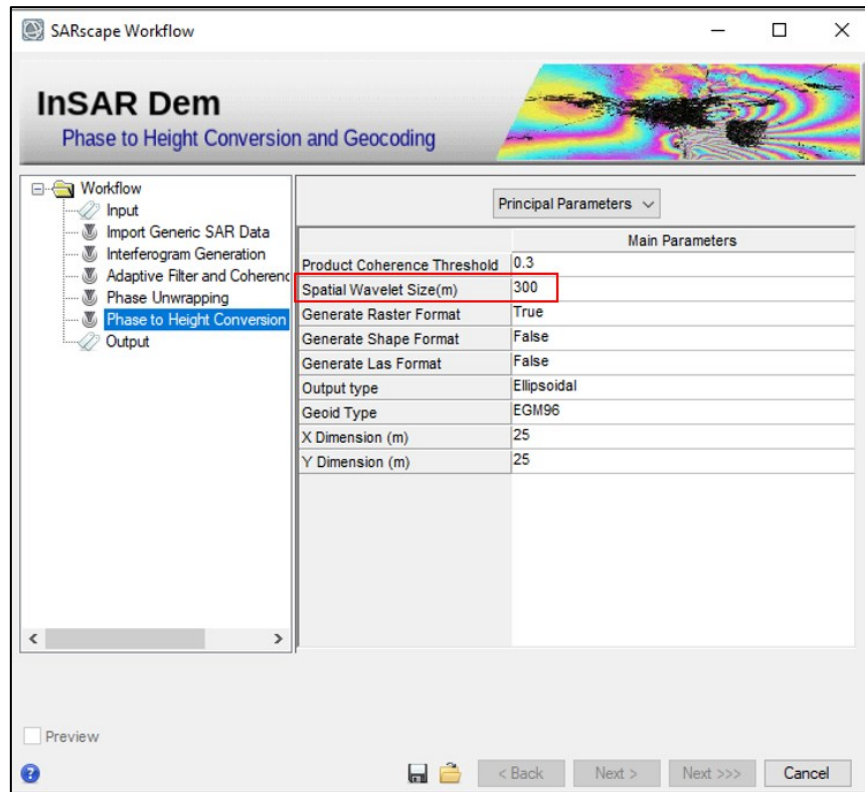 SARscape Workflow
InSAR Dem
Phase to Height Conversion and Geocoding
Workflow
Input
Import Generic SAR Data
Interferogram Generation
Adaptive Filter and Coherenc
Phase Unwrapping
Phase to Height Conversion
Output
Principal Parameters
Main Parameters
Product Coherence Threshold 0.3
Spatial Wavelet Size(m) 300
Generate Raster Format True
Generate Shape Format False
Generate Las Format False
Output type Ellipsoidal
Geoid Type EGM96
X Dimension (m) 25
Y Dimension (m) 25
Preview
< Back Next > Next >>> Cancel